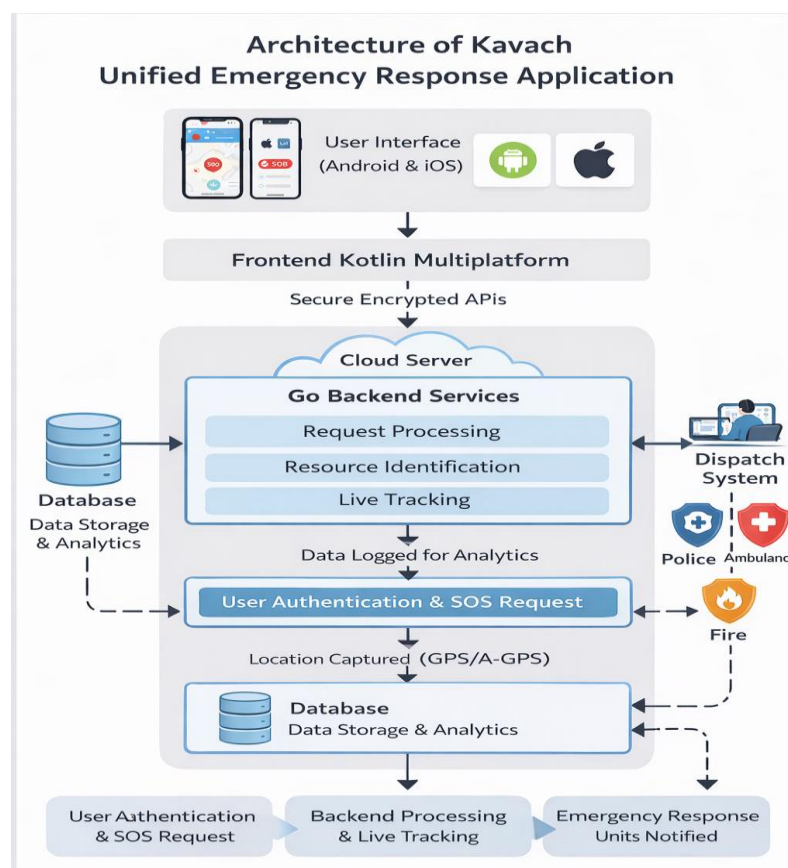 Architecture of Kavach
Unified Emergency Response Application
SOS
SOB
User Interface
(Android & iOS)
Frontend Kotlin Multiplatform
Secure Encrypted APIs
Cloud Server
Go Backend Services
Request Processing
Resource Identification
Live Tracking
Database
Data Storage
& Analytics
Dispatch
System
Police
Ambulanc
Fire
Data Logged for Analytics
User Authentication & SOS Request
Location Captured (GPS/A-GPS)
Database
Data Storage & Analytics
User Authentication
& SOS Request
Backend Processing
& Live Tracking
Emergency Response
Units Notified